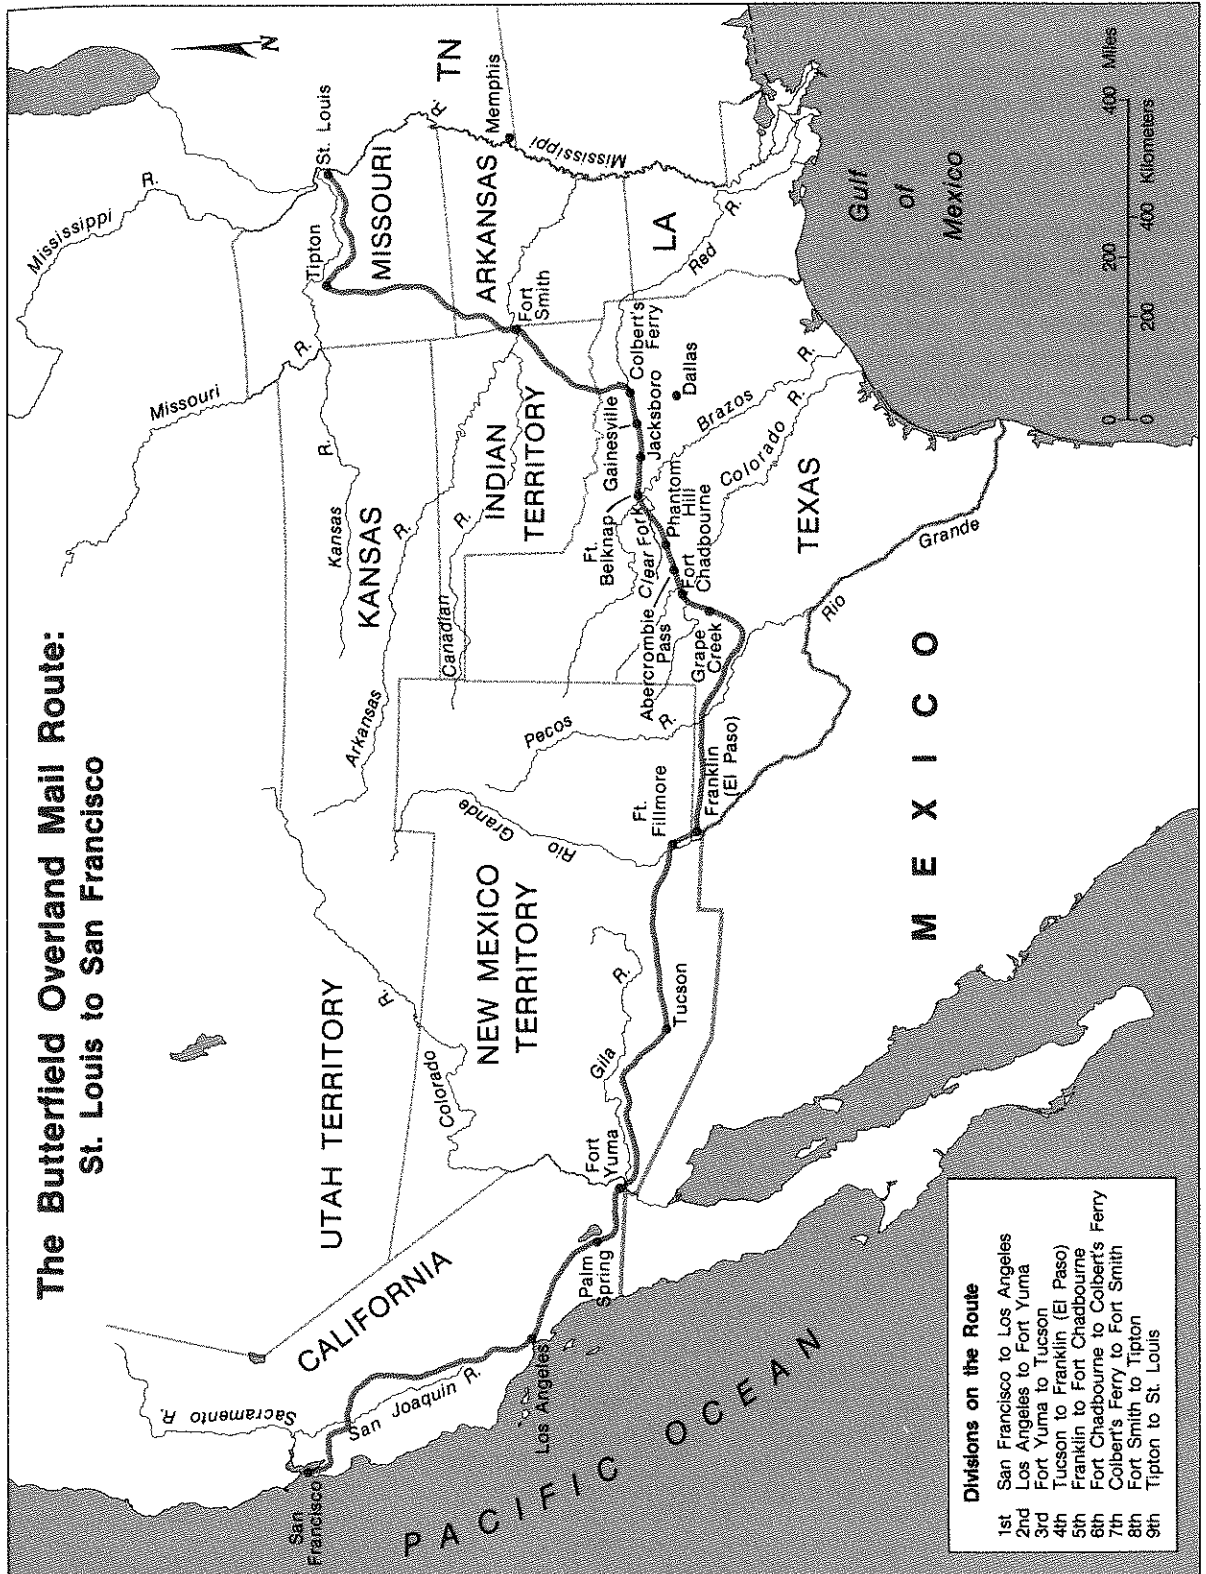 The Butterfield Overland Mail Route:
St. Louis to San Francisco
N
Mississippi
R.
St. Louis
Missouri
R.
Tipton
MISSOURI
R.
TN
Memphis
Mississippi
ARKANSAS
Fort
Smith
LA
Red
R.
Kansas
R.
KANSAS
Arkansas
R.
Canadian
R.
INDIAN
TERRITORY
Colbert's
Ferry
Gainesville
Jacksboro
Dallas
Ft.
Belknap
Clear Fork
Phantom
Hill
Fort
Chadbourne
Abercrombie
Pass
Grape
Creek
Brazos
R.
Colorado
R.
TEXAS
Pecos
R.
Rio
Grande
Rio
Grande
Ft.
Fillmore
Franklin
(El Paso)
NEW MEXICO
TERRITORY
UTAH TERRITORY
Colorado
R.
Gila
R.
Tucson
Fort
Yuma
Palm
Spring
CALIFORNIA
Los Angeles
San Joaquin R.
Sacramento R.
San
Francisco
PACIFIC OCEAN
MEXICO
Gulf
of
Mexico
0 200 400 Miles
0 200 400 Kilometers
Divisions on the Route
1st San Francisco to Los Angeles
2nd Los Angeles to Fort Yuma
3rd Fort Yuma to Tucson
4th Tucson to Franklin (El Paso)
5th Franklin to Fort Chadbourne
6th Fort Chadbourne to Colbert's Ferry
7th Colbert's Ferry to Fort Smith
8th Fort Smith to Tipton
9th Tipton to St. Louis